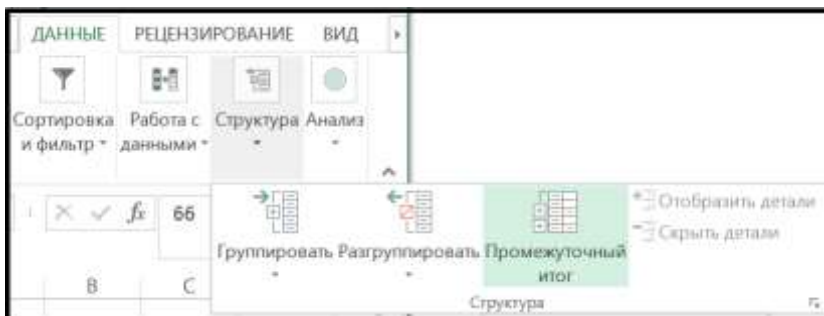 ДАННЫЕ РЕЦЕНЗИРОВАНИЕ ВИД
Сортировка Работа с Структура Анализ
и фильтр данными
fx 66
Группировать Разгруппировать Промежуточный
итог
Отобразить детали
Скрыть детали
B C Структура